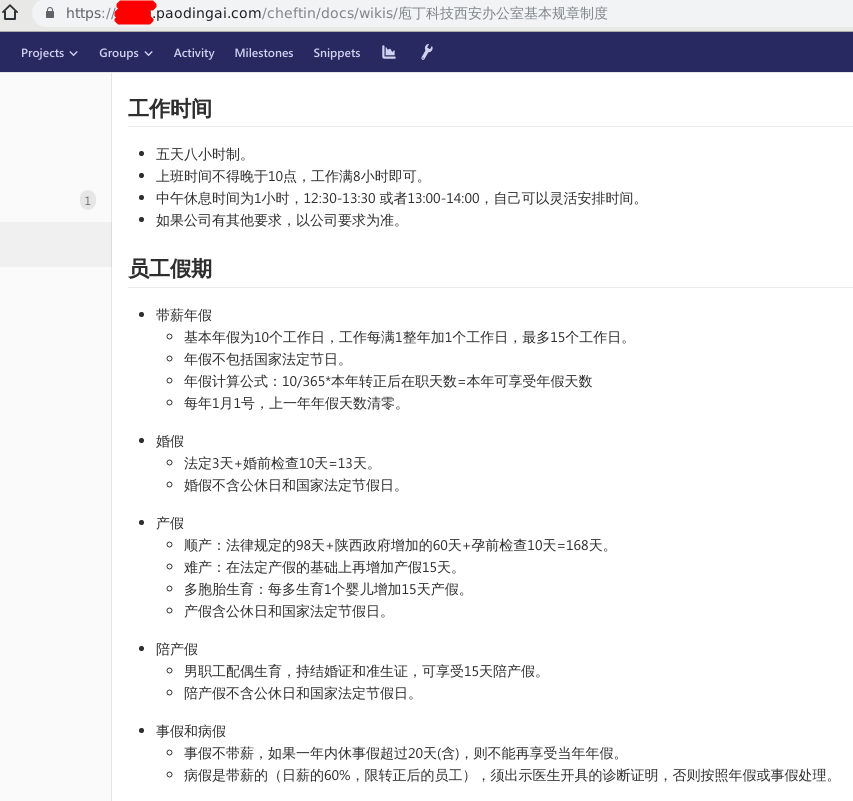 https://
.paodingai.com/cheftin/docs/wikis/庖丁科技西安办公室基本规章制度
Projects Groups Activity Milestones Snippets
工作时间
五天八小时制。
上班时间不得晚于10点，工作满8小时即可。
1
中午休息时间为1小时，12:30-13:30 或者13:00-14:00，自己可以灵活安排时间。
如果公司有其他要求，以公司要求为准。
员工假期
带薪年假
基本年假为10个工作日，工作每满1整年加1个工作日，最多15个工作日。
年假不包括国家法定节日。
年假计算公式：10/365*本年转正后在职天数=本年可享受年假天数
每年1月1号，上一年年假天数清零。
婚假
法定3天+婚前检查10天=13天。
婚假不含公休日和国家法定节假日。
产假
顺产：法律规定的98天+陕西政府增加的60天+孕前检查10天=168天。
难产：在法定产假的基础上再增加产假15天。
多胞胎生育：每多生育1个婴儿增加15天产假。
产假含公休日和国家法定节假日。
陪产假
男职工配偶生育，持结婚证和准生证，可享受15天陪产假。
陪产假不含公休日和国家法定节假日。
事假和病假
事假不带薪，如果一年内休事假超过20天(含)，则不能再享受当年年假。
病假是带薪的（日薪的60%，限转正后的员工），须出示医生开具的诊断证明，否则按照年假或事假处理。